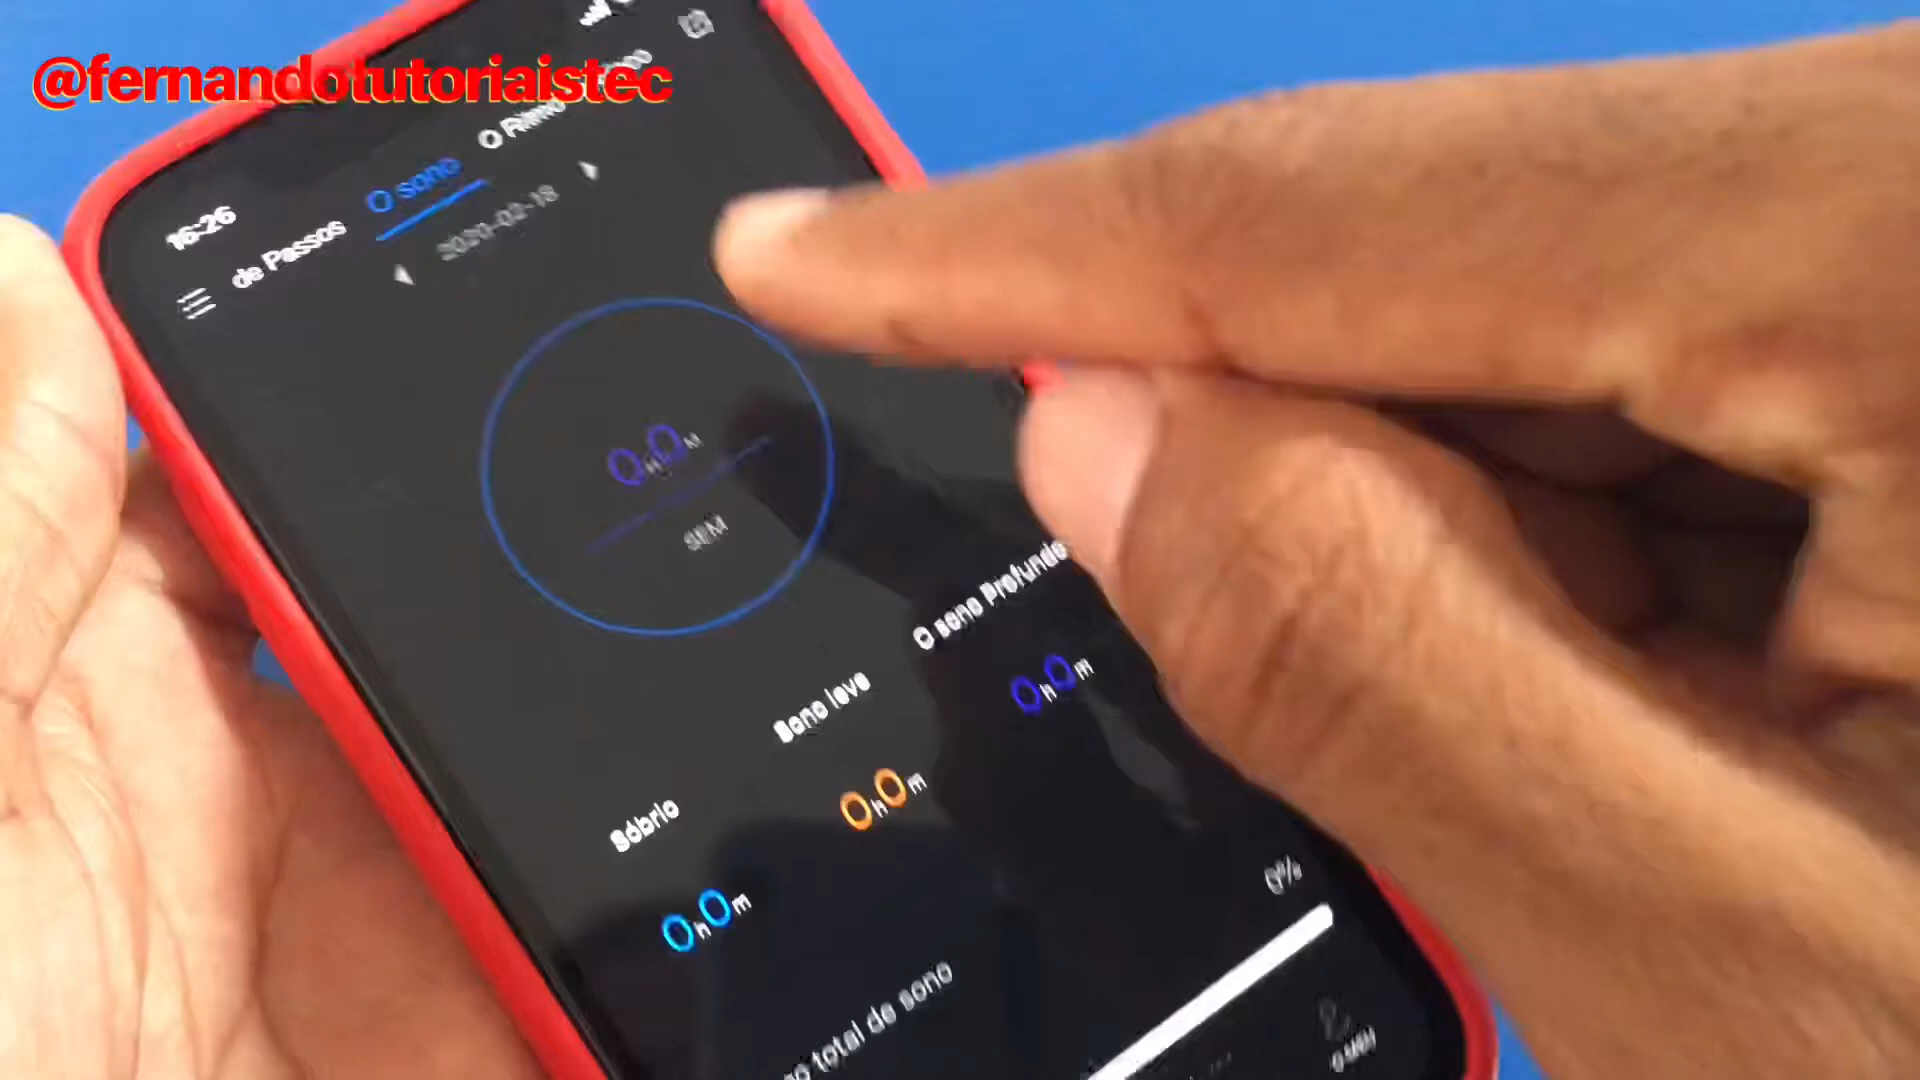 @fernandotutoriaistec
16:26
de Passos
O sono
O Ritmo
2020-02-18
0H0M
SEM
O sono Profundo
0h0m
Sono leve
0h0m
Sóbrio
0h0m
0%
total de sono